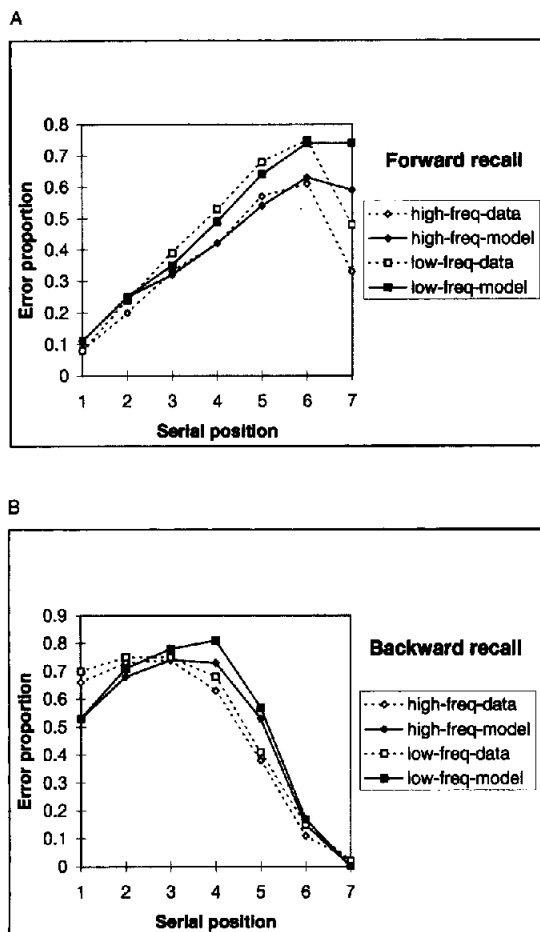 A
Forward recall
high-freq-data
high-freq-model
low-freq-data
low-freq-model
Error proportion
0.8
0.7
0.6
0.5
0.4
0.3
0.2
0.1
0
1 2 3 4 5 6 7
Serial position
B
Backward recall
high-freq-data
high-freq-model
low-freq-data
low-freq-model
Error proportion
0.9
0.8
0.7
0.6
0.5
0.4
0.3
0.2
0.1
0
1 2 3 4 5 6 7
Serial position